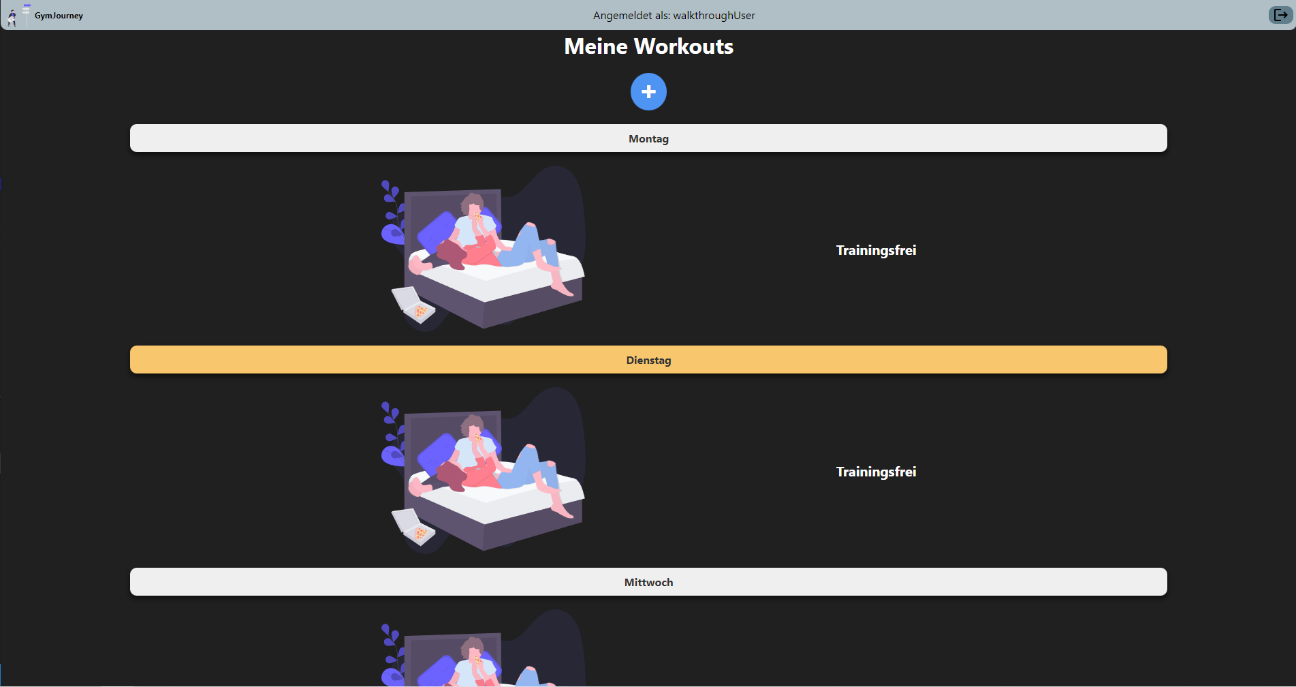 GymJourney
Angemeldet als: walkthroughUser
Meine Workouts
Montag
Trainingsfrei
Dienstag
Trainingsfrei
Mittwoch